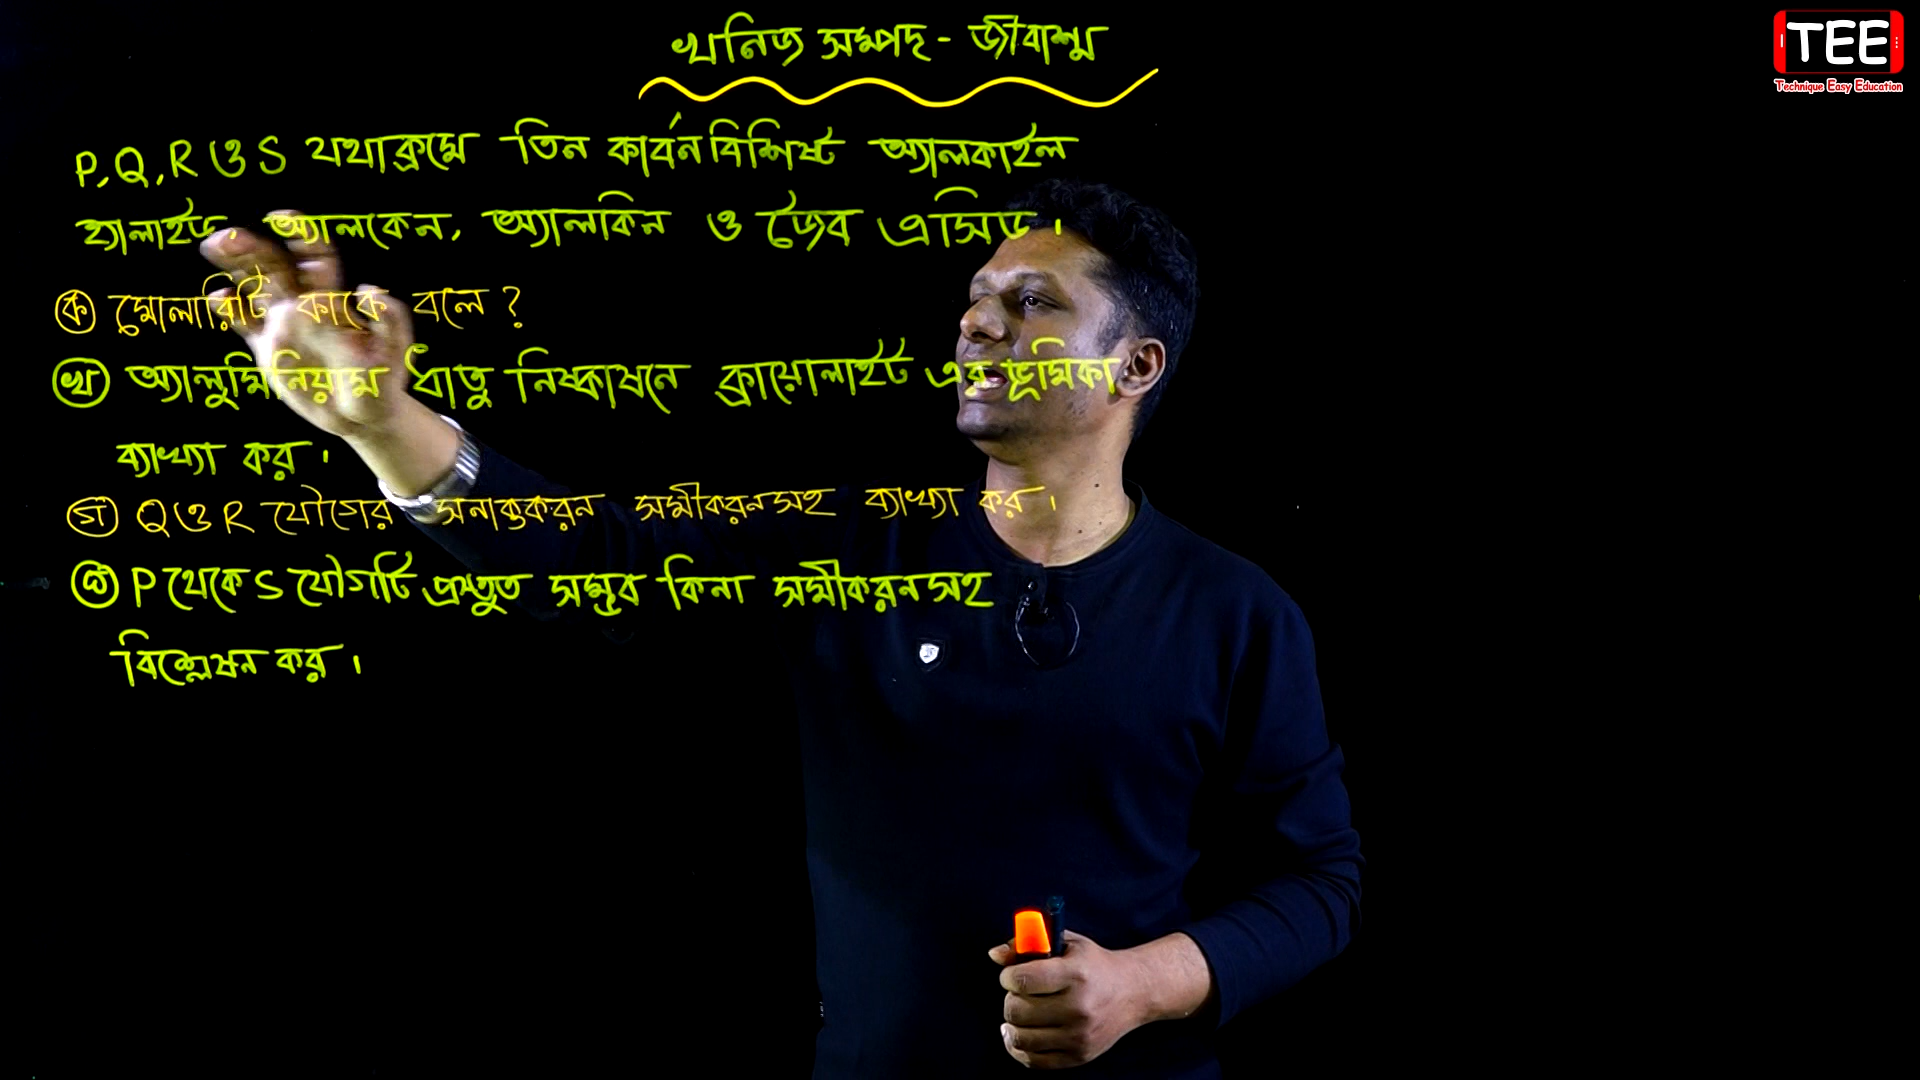 খনিজ সম্পদ - জীবাশ্ম
TEE
Technique Easy Education
P, Q, R ও S যথাক্রমে তিন কার্বন বিশিষ্ট অ্যালকাইল
হ্যালাইড, অ্যালকেন, অ্যালকিন ও জৈব এসিড।
ক মোলারিটি কাকে বলে?
খ অ্যালুমিনিয়াম ধাতু নিষ্কাষনে ক্রায়োলাইট এর ভূমিকা
ব্যাখ্যা কর।
গ Q ও R যৌগের সনাক্তকরন সমীকরনসহ ব্যাখ্যা কর।
ঘ P থেকে S যৌগটি প্রস্তুত সম্ভব কিনা সমীকরনসহ
বিশ্লেষন কর।